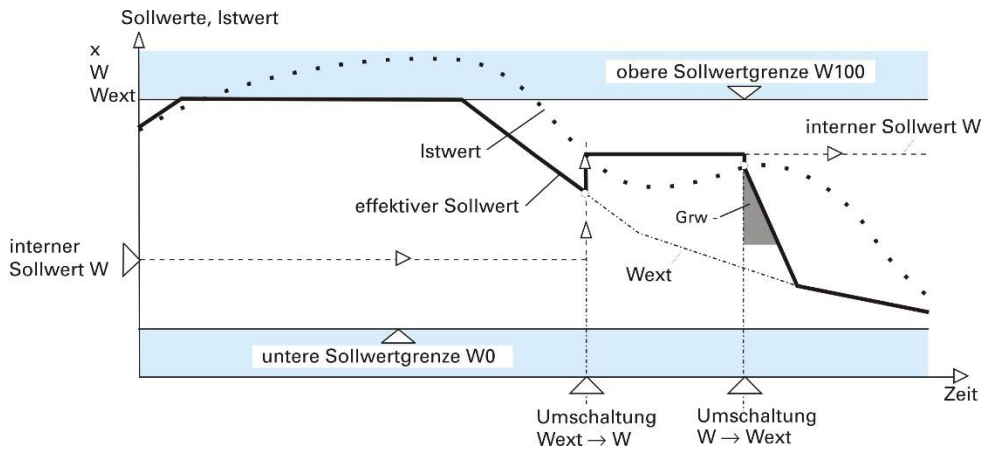 Sollwerte, Istwert
x
W
Wext
obere Sollwertgrenze W100
interner Sollwert W
Istwert
effektiver Sollwert
Grw
interner
Sollwert W
Wext
untere Sollwertgrenze W0
Zeit
Umschaltung
Wext → W
Umschaltung
W → Wext